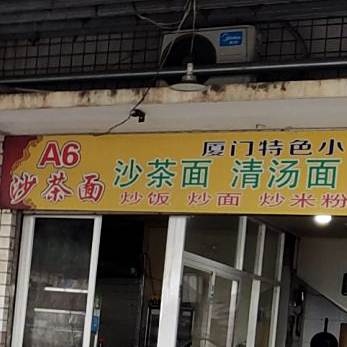 Midea
A6
沙茶面
厦门特色小
沙茶面 清汤面
炒饭 炒面 炒米粉